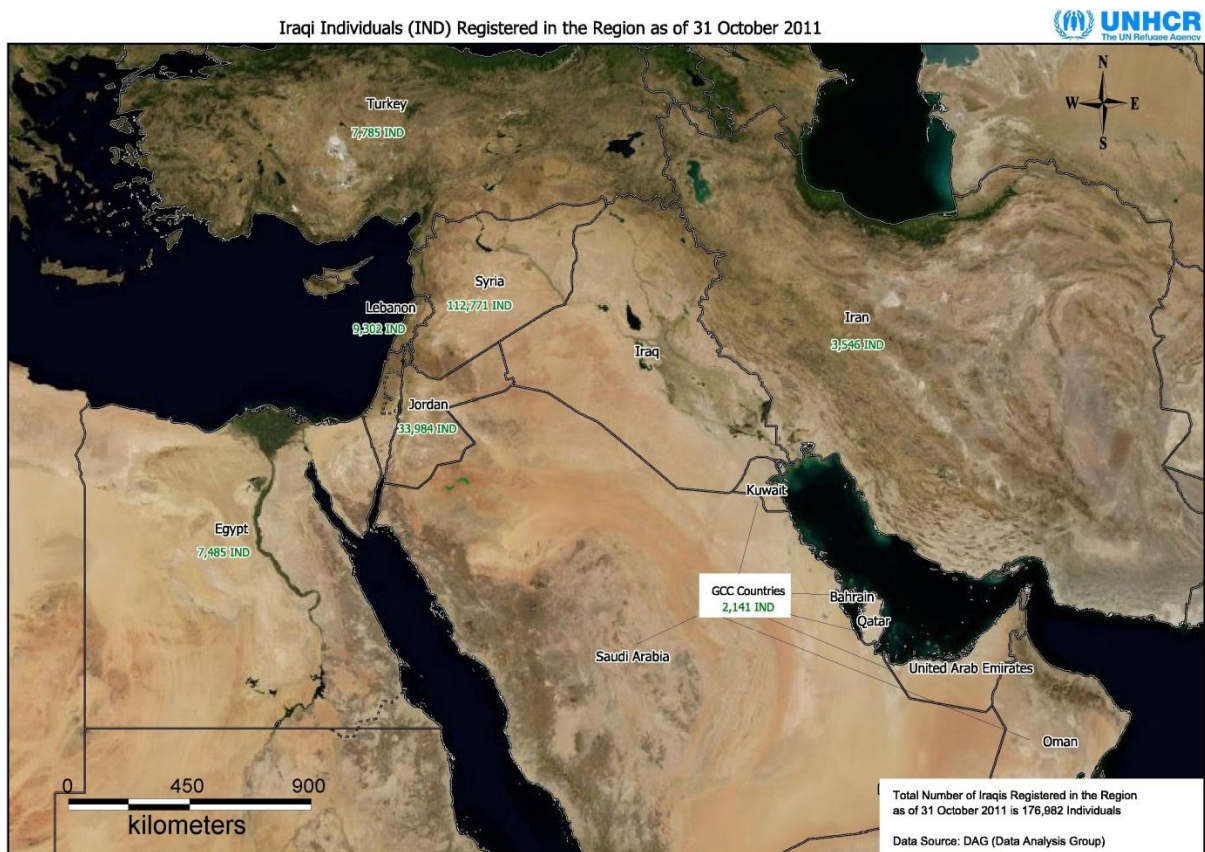 Iraqi Individuals (IND) Registered in the Region as of 31 October 2011
UNHCR
The UN Refugee Agency
N
W E
S
Turkey
7,785 IND
Syria
112,771 IND
Lebanon
9,302 IND
Iran
3,546 IND
Iraq
Jordan
33,984 IND
Kuwait
Egypt
7,485 IND
GCC Countries
2,141 IND
Bahrain
Qatar
Saudi Arabia
United Arab Emirates
Oman
0 450 900
kilometers
Total Number of Iraqis Registered in the Region
as of 31 October 2011 is 176,982 Individuals
Data Source: DAG (Data Analysis Group)